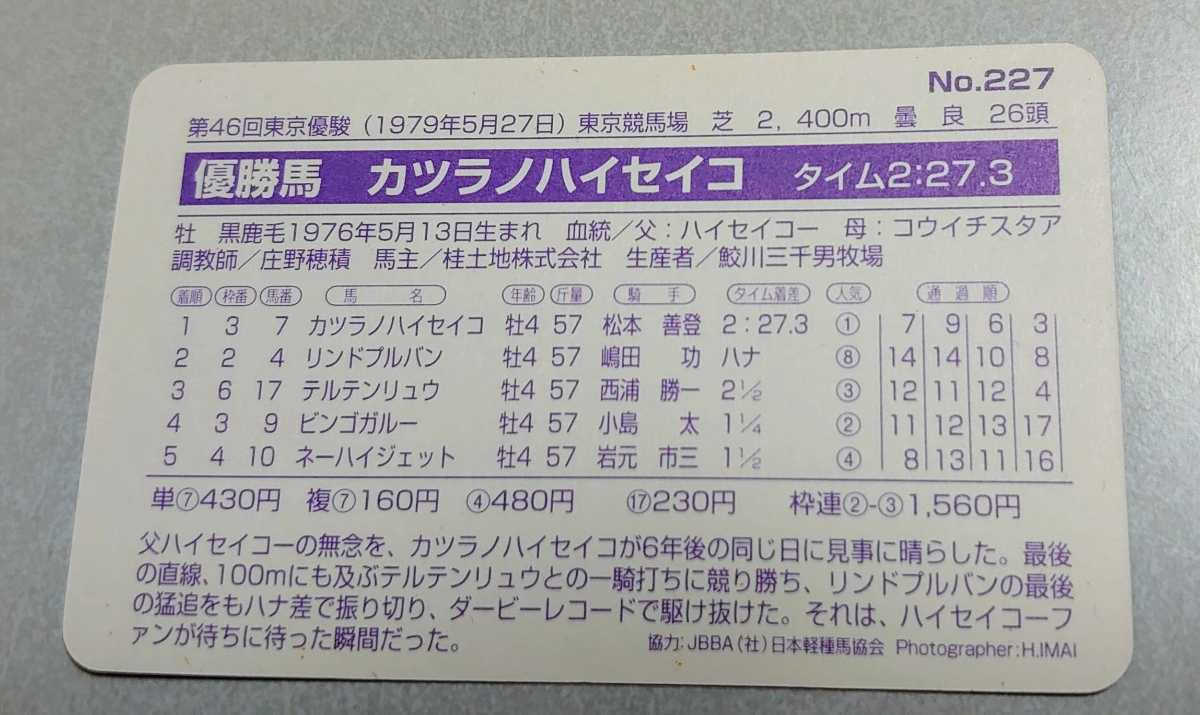 No.227
第46回東京優駿（1979年5月27日）東京競馬場　芝　2,400m　曇　良　26頭
優勝馬　カツラノハイセイコ　タイム2:27.3
牡　黒鹿毛1976年5月13日生まれ　血統／父：ハイセイコー　母：コウイチスタア
調教師／庄野穂積　馬主／桂土地株式会社　生産者／鮫川三千男牧場
着順 枠番 馬番 馬名 年齢 斤量 騎手 タイム着差 人気 通過順
1 3 7 カツラノハイセイコ 牡4 57 松本　善登 2:27.3 ① 7 9 6 3
2 2 4 リンドプルバン 牡4 57 嶋田　功 ハナ ⑧ 14 14 10 8
3 6 17 テルテンリュウ 牡4 57 西浦　勝一 2½ ③ 12 11 12 4
4 3 9 ビンゴガルー 牡4 57 小島　太 1¼ ② 11 12 13 17
5 4 10 ネーハイジェット 牡4 57 岩元　市三 1½ ④ 8 13 11 16
単⑦430円　複⑦160円　④480円　⑰230円　枠連②-③1,560円
父ハイセイコーの無念を、カツラノハイセイコが6年後の同じ日に見事に晴らした。最後
の直線、100mにも及ぶテルテンリュウとの一騎打ちに競り勝ち、リンドプルバンの最後
の猛追をもハナ差で振り切り、ダービーレコードで駆け抜けた。それは、ハイセイコーフ
ァンが待ちに待った瞬間だった。
協力:JBBA（社）日本軽種馬協会　Photographer:H.IMAI